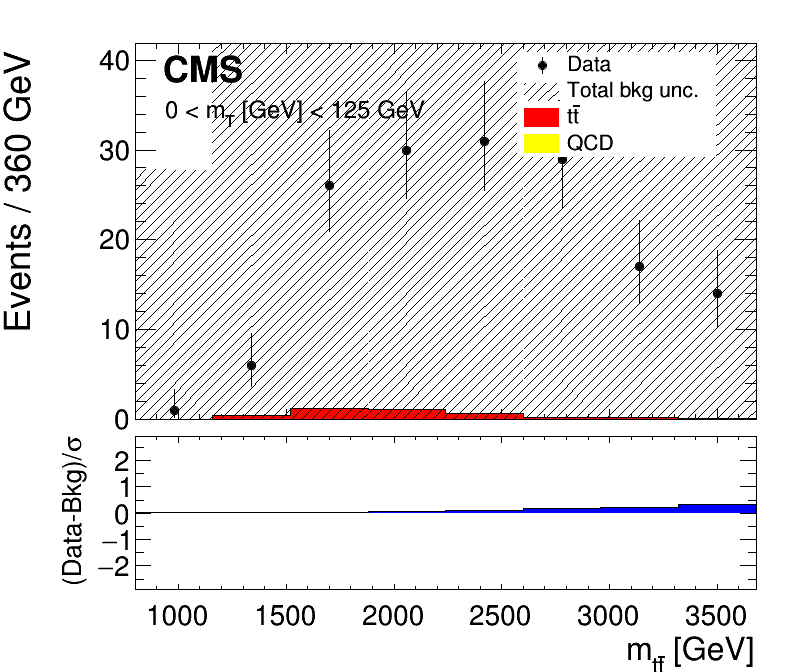 CMS
0 < m_T [GeV] < 125 GeV
Data
Total bkg unc.
tt̄
QCD
Events / 360 GeV
40
30
20
10
0
(Data-Bkg)/σ
2
1
0
−1
−2
1000 1500 2000 2500 3000 3500
m_tt̄ [GeV]